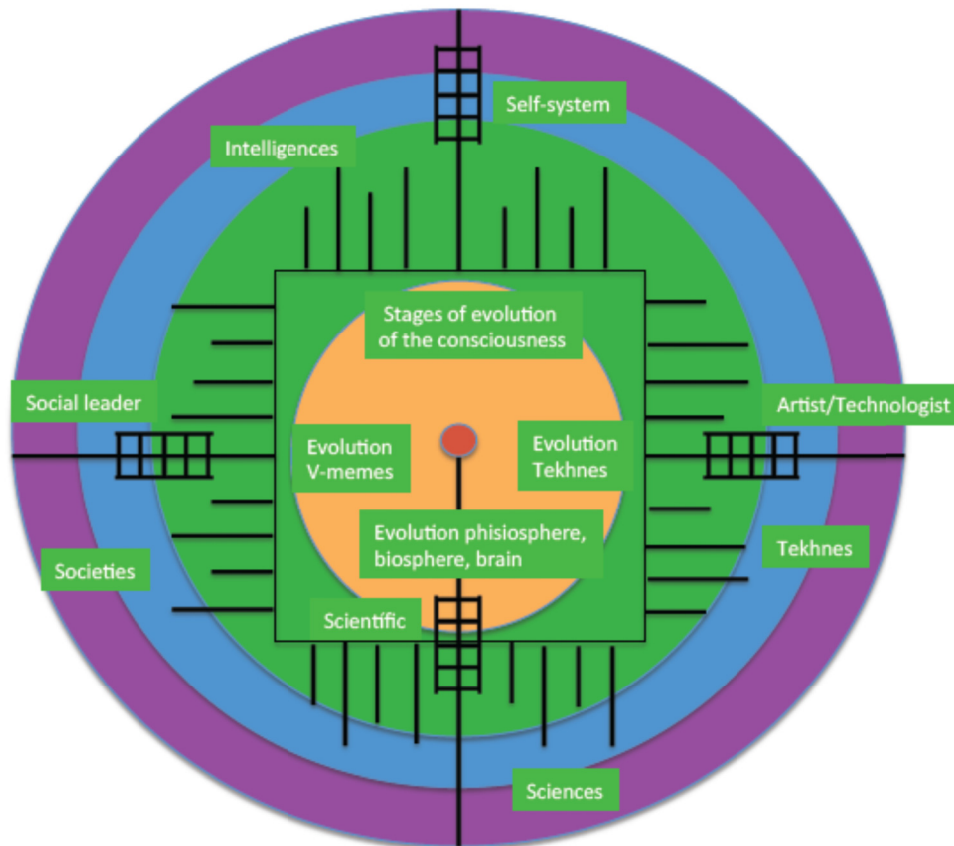 Self-system
Intelligences
Stages of evolution
of the consciousness
Social leader
Artist/Technologist
Evolution
V-memes
Evolution
Tekhnes
Evolution phisiosphere,
biosphere, brain
Tekhnes
Societies
Scientífic
Sciences